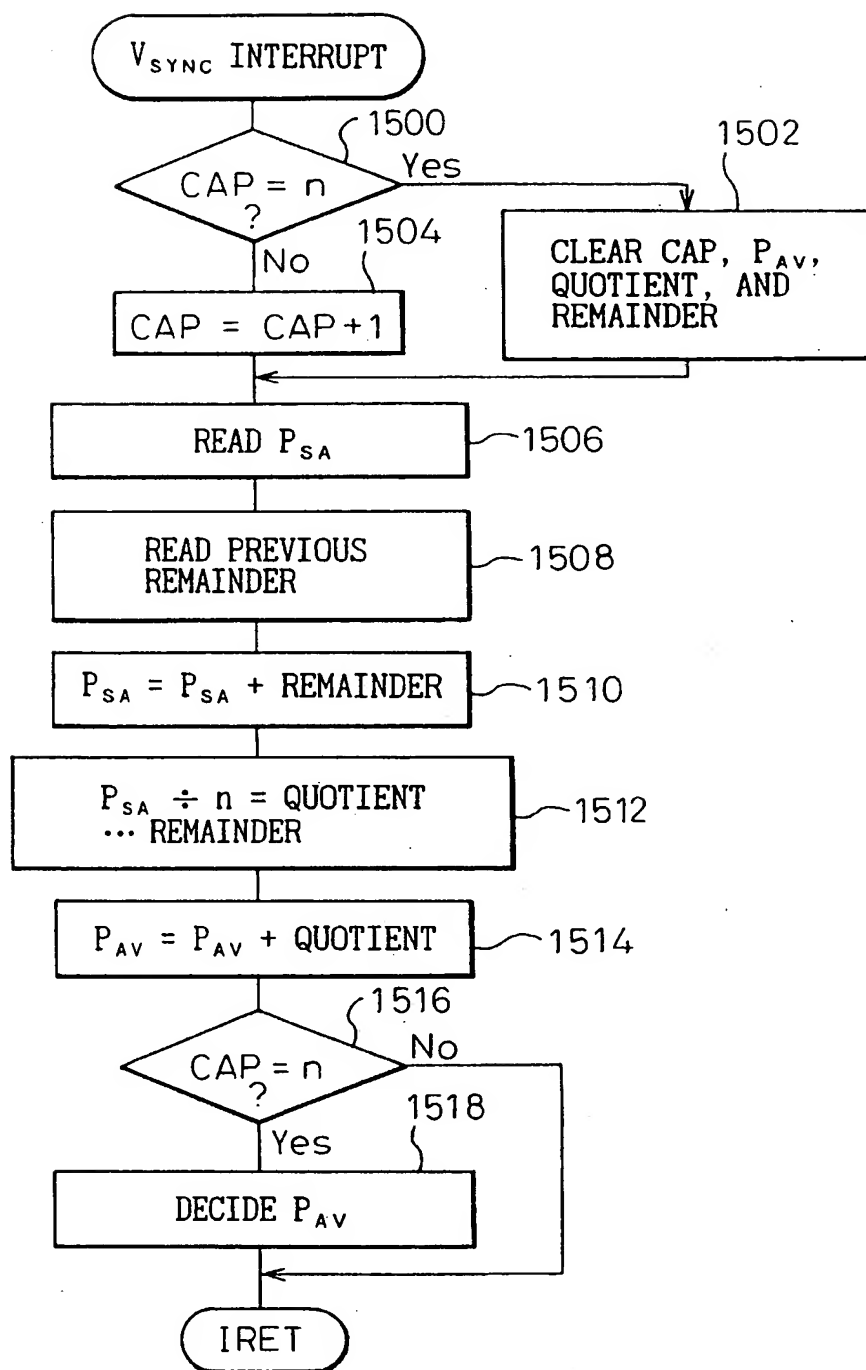 V_SYNC INTERRUPT
1500
CAP = n
?
Yes
1502
CLEAR CAP, P_AV,
QUOTIENT, AND
REMAINDER
No
1504
CAP = CAP+1
READ P_SA
1506
READ PREVIOUS
REMAINDER
1508
P_SA = P_SA + REMAINDER
1510
P_SA ÷ n = QUOTIENT
··· REMAINDER
1512
P_AV = P_AV + QUOTIENT
1514
1516
CAP = n
?
No
Yes
1518
DECIDE P_AV
IRET